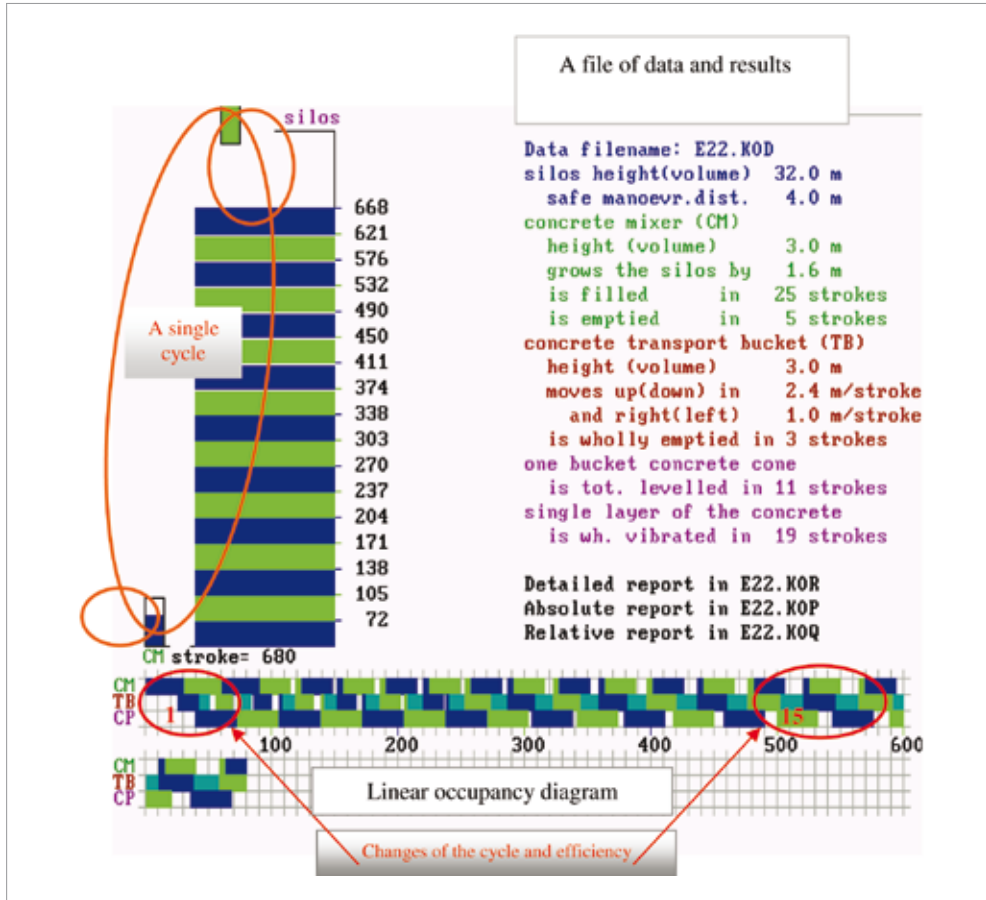 A file of data and results
silos
Data filename: E22.KOD
silos height(volume) 32.0 m
safe manoevr.dist. 4.0 m
concrete mixer (CM)
height (volume) 3.0 m
grows the silos by 1.6 m
is filled in 25 strokes
is emptied in 5 strokes
concrete transport bucket (TB)
height (volume) 3.0 m
moves up(down) in 2.4 m/stroke
and right(left) 1.0 m/stroke
is wholly emptied in 3 strokes
one bucket concrete cone
is tot. levelled in 11 strokes
single layer of the concrete
is wh. vibrated in 19 strokes
Detailed report in E22.KOR
Absolute report in E22.KOP
Relative report in E22.KOQ
668
621
576
532
490
450
411
374
338
303
270
237
204
171
138
105
72
A single
cycle
CM stroke= 680
CM
TB
CP
1
15
100 200 300 400 500 600
CM
TB
CP
Linear occupancy diagram
Changes of the cycle and efficiency